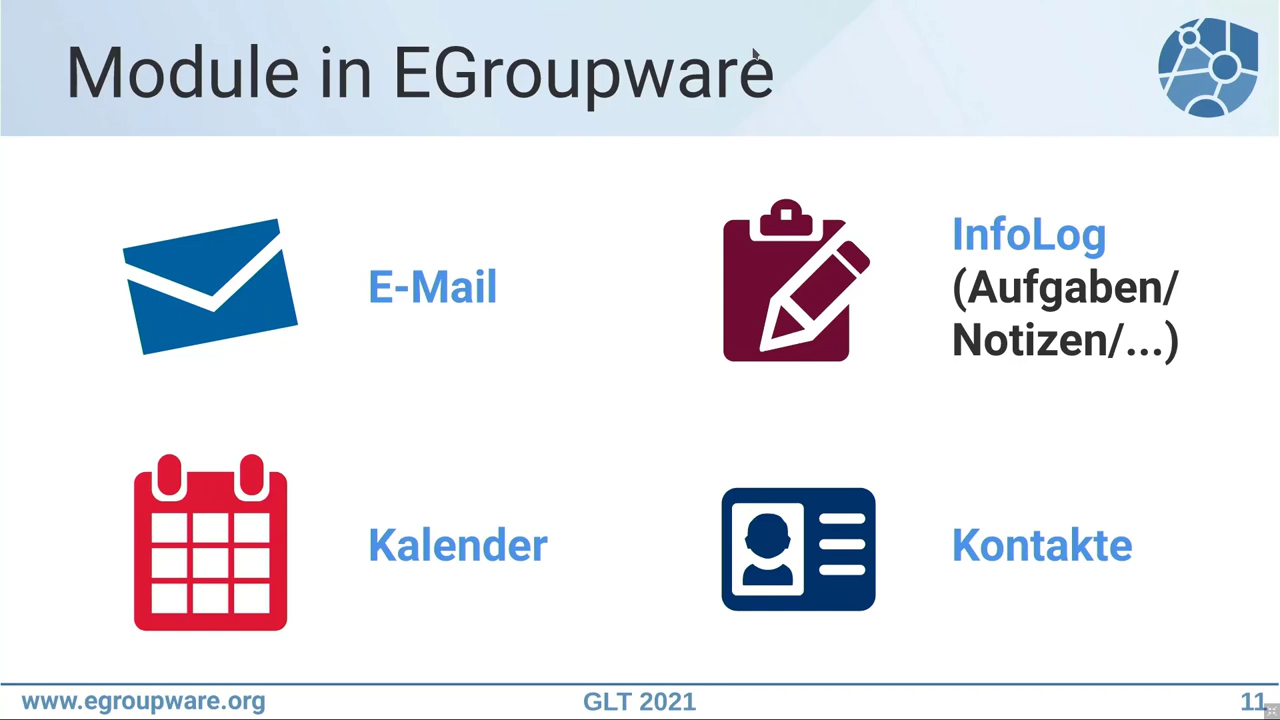 Module in EGroupware
E-Mail
InfoLog
(Aufgaben/
Notizen/...)
Kalender
Kontakte
www.egroupware.org
GLT 2021
11